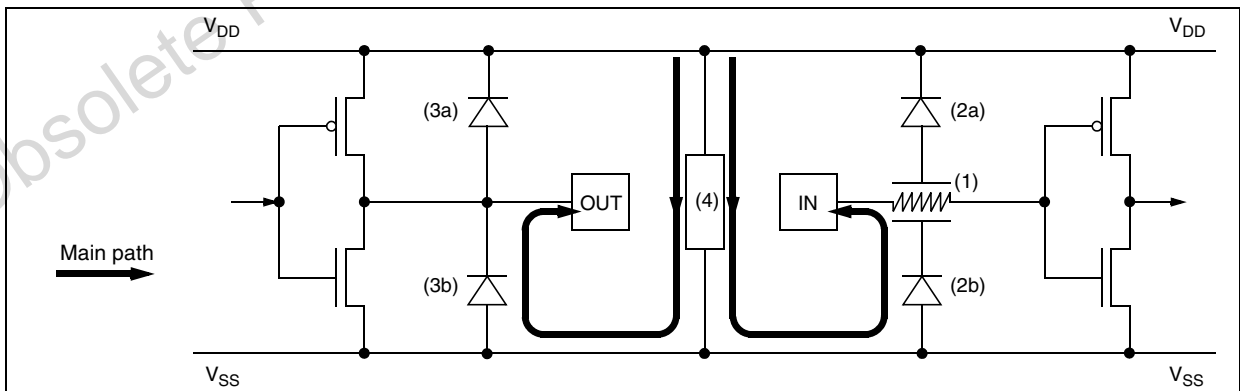 V_DD V_DD
(3a) (2a)
(1)
OUT (4) IN
Main path
(3b) (2b)
V_SS V_SS
obsolete